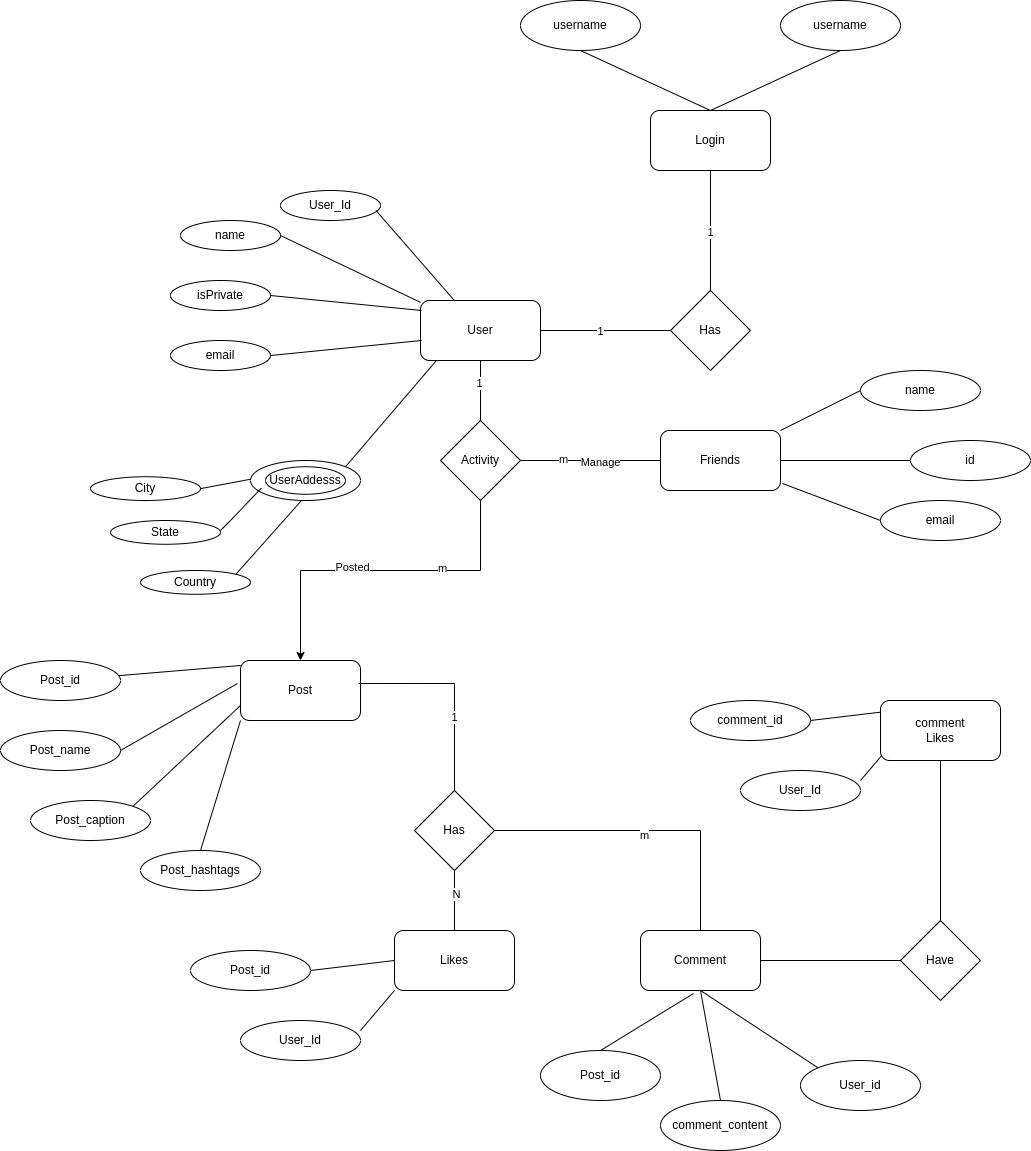 username
username
Login
1
User_Id
name
isPrivate
email
User
1
Has
1
Activity
m
Manage
Friends
name
id
email
UserAddesss
City
State
Country
Posted
m
Post
Post_id
Post_name
Post_caption
Post_hashtags
1
Has
m
N
Likes
Post_id
User_Id
Comment
Post_id
comment_content
User_id
comment
Likes
comment_id
User_Id
Have